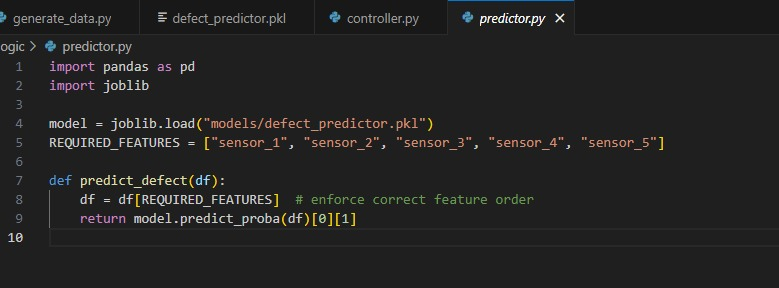 generate_data.py defect_predictor.pkl controller.py predictor.py
ogic > predictor.py
1 import pandas as pd
2 import joblib
3
4 model = joblib.load("models/defect_predictor.pkl")
5 REQUIRED_FEATURES = ["sensor_1", "sensor_2", "sensor_3", "sensor_4", "sensor_5"]
6
7 def predict_defect(df):
8     df = df[REQUIRED_FEATURES]  # enforce correct feature order
9     return model.predict_proba(df)[0][1]
10